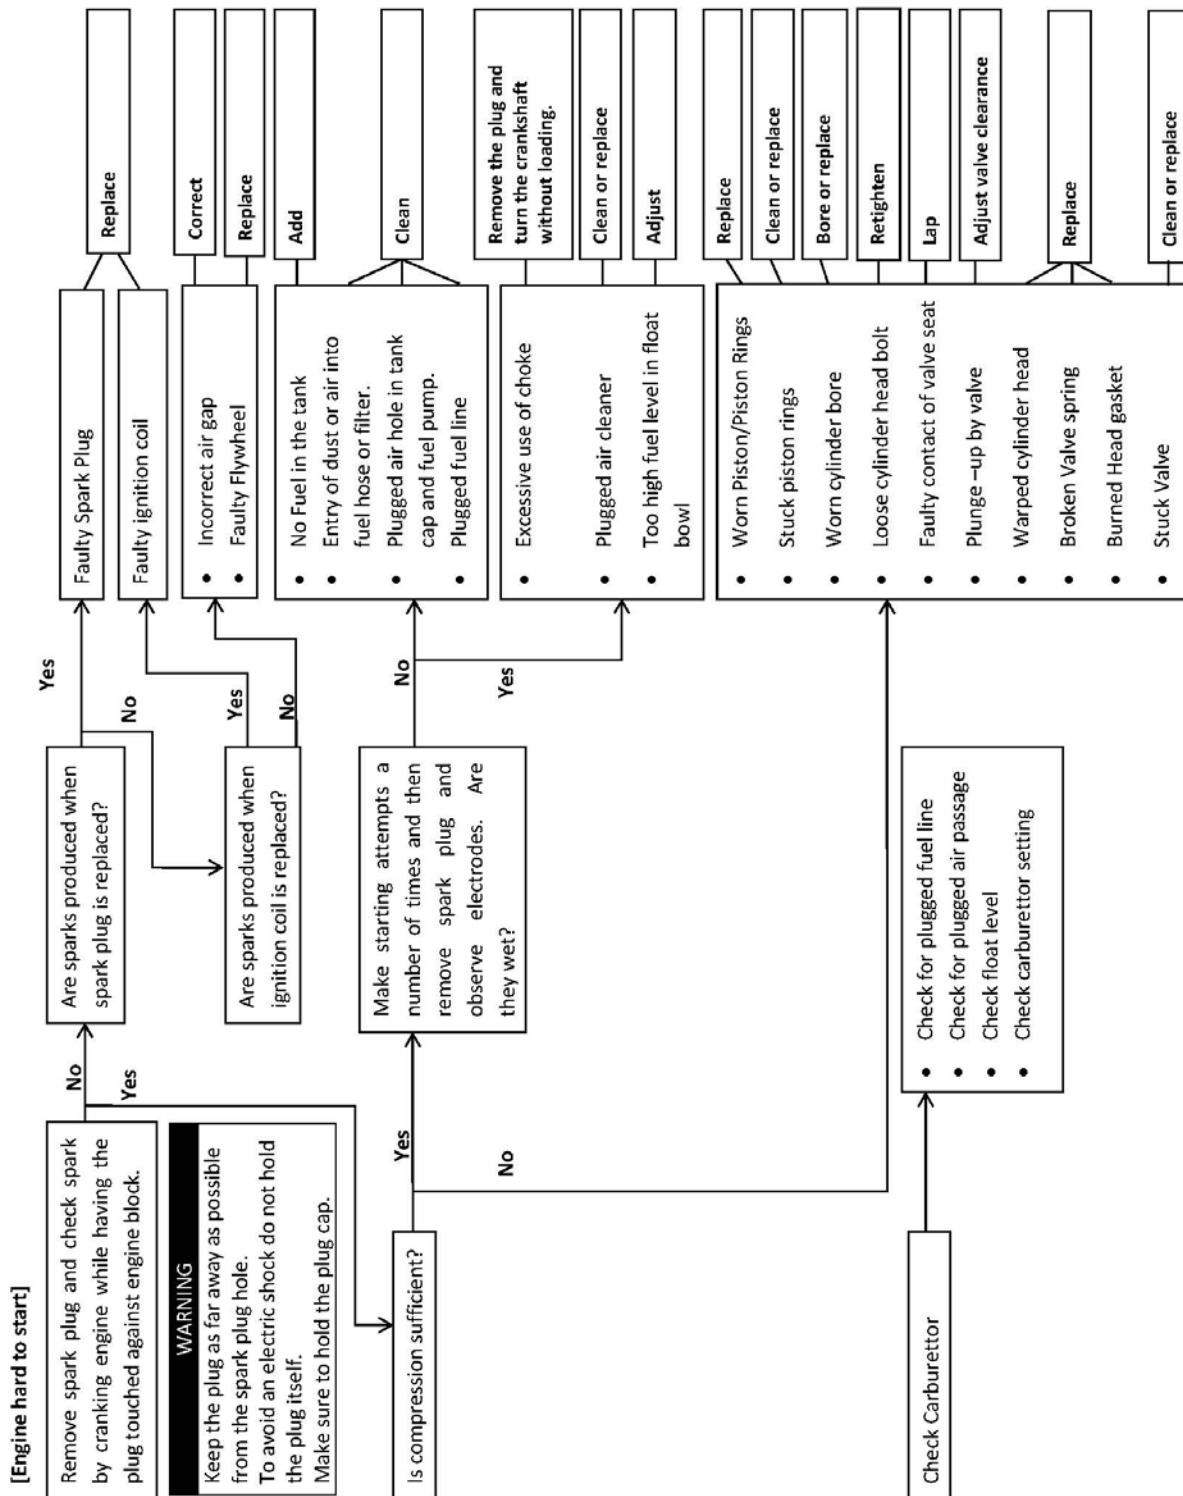 [Engine hard to start]
Remove spark plug and check spark
by cranking engine while having the
plug touched against engine block.
No
Yes
WARNING
Keep the plug as far away as possible
from the spark plug hole.
To avoid an electric shock do not hold
the plug itself.
Make sure to hold the plug cap.
Are sparks produced when
spark plug is replaced?
Yes
No
Are sparks produced when
ignition coil is replaced?
Yes
No
Faulty Spark Plug
Faulty ignition coil
Replace
• Incorrect air gap
• Faulty Flywheel
Correct
Replace
Is compression sufficient?
Yes
No
Make starting attempts a
number of times and then
remove spark plug and
observe electrodes. Are
they wet?
No
Yes
• No Fuel in the tank
• Entry of dust or air into
fuel hose or filter.
• Plugged air hole in tank
cap and fuel pump.
• Plugged fuel line
Add
Clean
• Excessive use of choke
• Plugged air cleaner
• Too high fuel level in float
bowl
Remove the plug and
turn the crankshaft
without loading.
Clean or replace
Adjust
• Worn Piston/Piston Rings
• Stuck piston rings
• Worn cylinder bore
• Loose cylinder head bolt
• Faulty contact of valve seat
• Plunge –up by valve
• Warped cylinder head
• Broken Valve spring
• Burned Head gasket
• Stuck Valve
Replace
Clean or replace
Bore or replace
Retighten
Lap
Adjust valve clearance
Replace
Clean or replace
Check Carburettor
• Check for plugged fuel line
• Check for plugged air passage
• Check float level
• Check carburettor setting